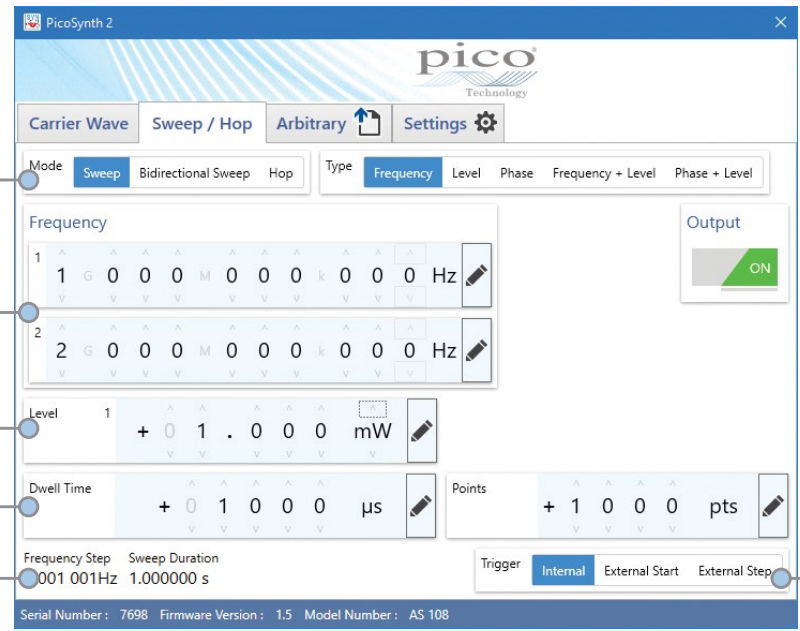 PicoSynth 2
pico
Technology
Carrier Wave Sweep / Hop Arbitrary Settings
Mode Sweep Bidirectional Sweep Hop Type Frequency Level Phase Frequency + Level Phase + Level
Frequency Output
1 1 G 0 0 0 M 0 0 0 k 0 0 0 Hz
ON
2 2 G 0 0 0 M 0 0 0 k 0 0 0 Hz
Level 1 + 0 1 . 0 0 0 mW
Dwell Time + 0 1 0 0 0 µs Points + 1 0 0 0 pts
Frequency Step Sweep Duration
001 001Hz 1.000000 s
Trigger Internal External Start External Step
Serial Number : 7698 Firmware Version : 1.5 Model Number : AS 108